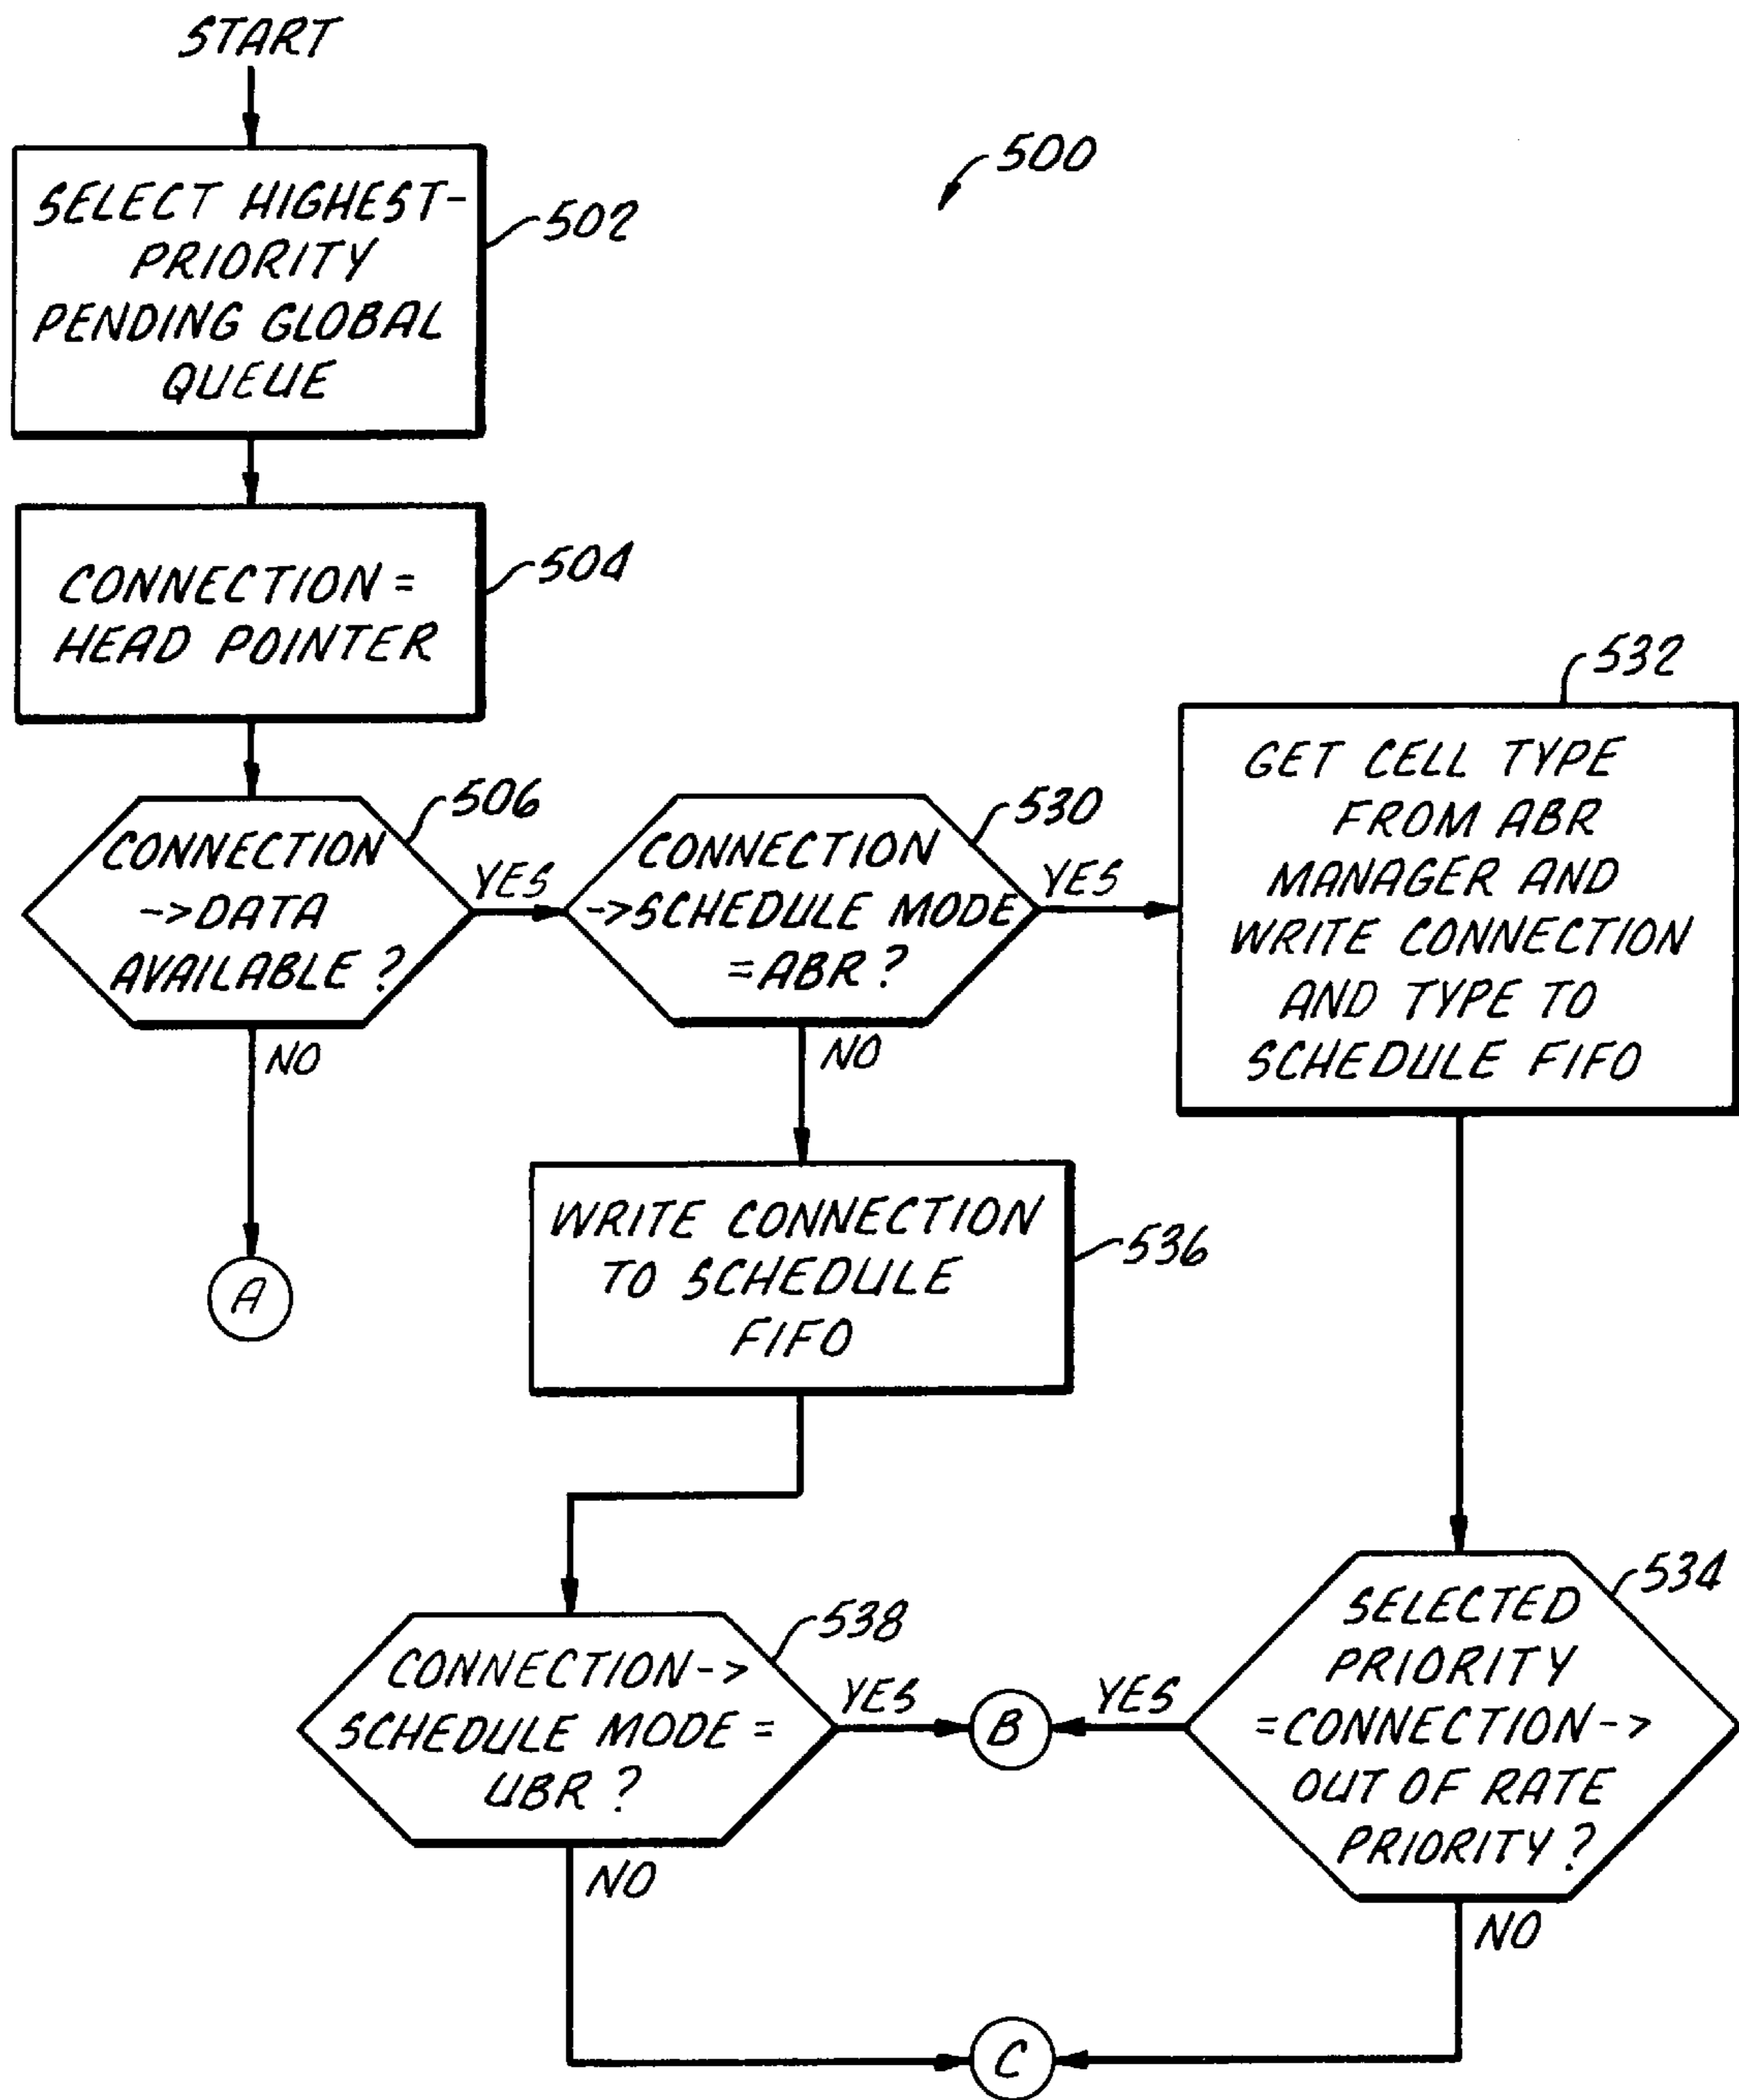 START
500
SELECT HIGHEST-
PRIORITY
PENDING GLOBAL
QUEUE
502
CONNECTION =
HEAD POINTER
504
CONNECTION
->DATA
AVAILABLE?
506
YES
NO
A
CONNECTION
->SCHEDULE MODE
=ABR?
530
YES
NO
GET CELL TYPE
FROM ABR
MANAGER AND
WRITE CONNECTION
AND TYPE TO
SCHEDULE FIFO
532
WRITE CONNECTION
TO SCHEDULE
FIFO
536
CONNECTION->
SCHEDULE MODE =
UBR?
538
YES
NO
B
SELECTED
PRIORITY
=CONNECTION->
OUT OF RATE
PRIORITY?
534
YES
NO
C